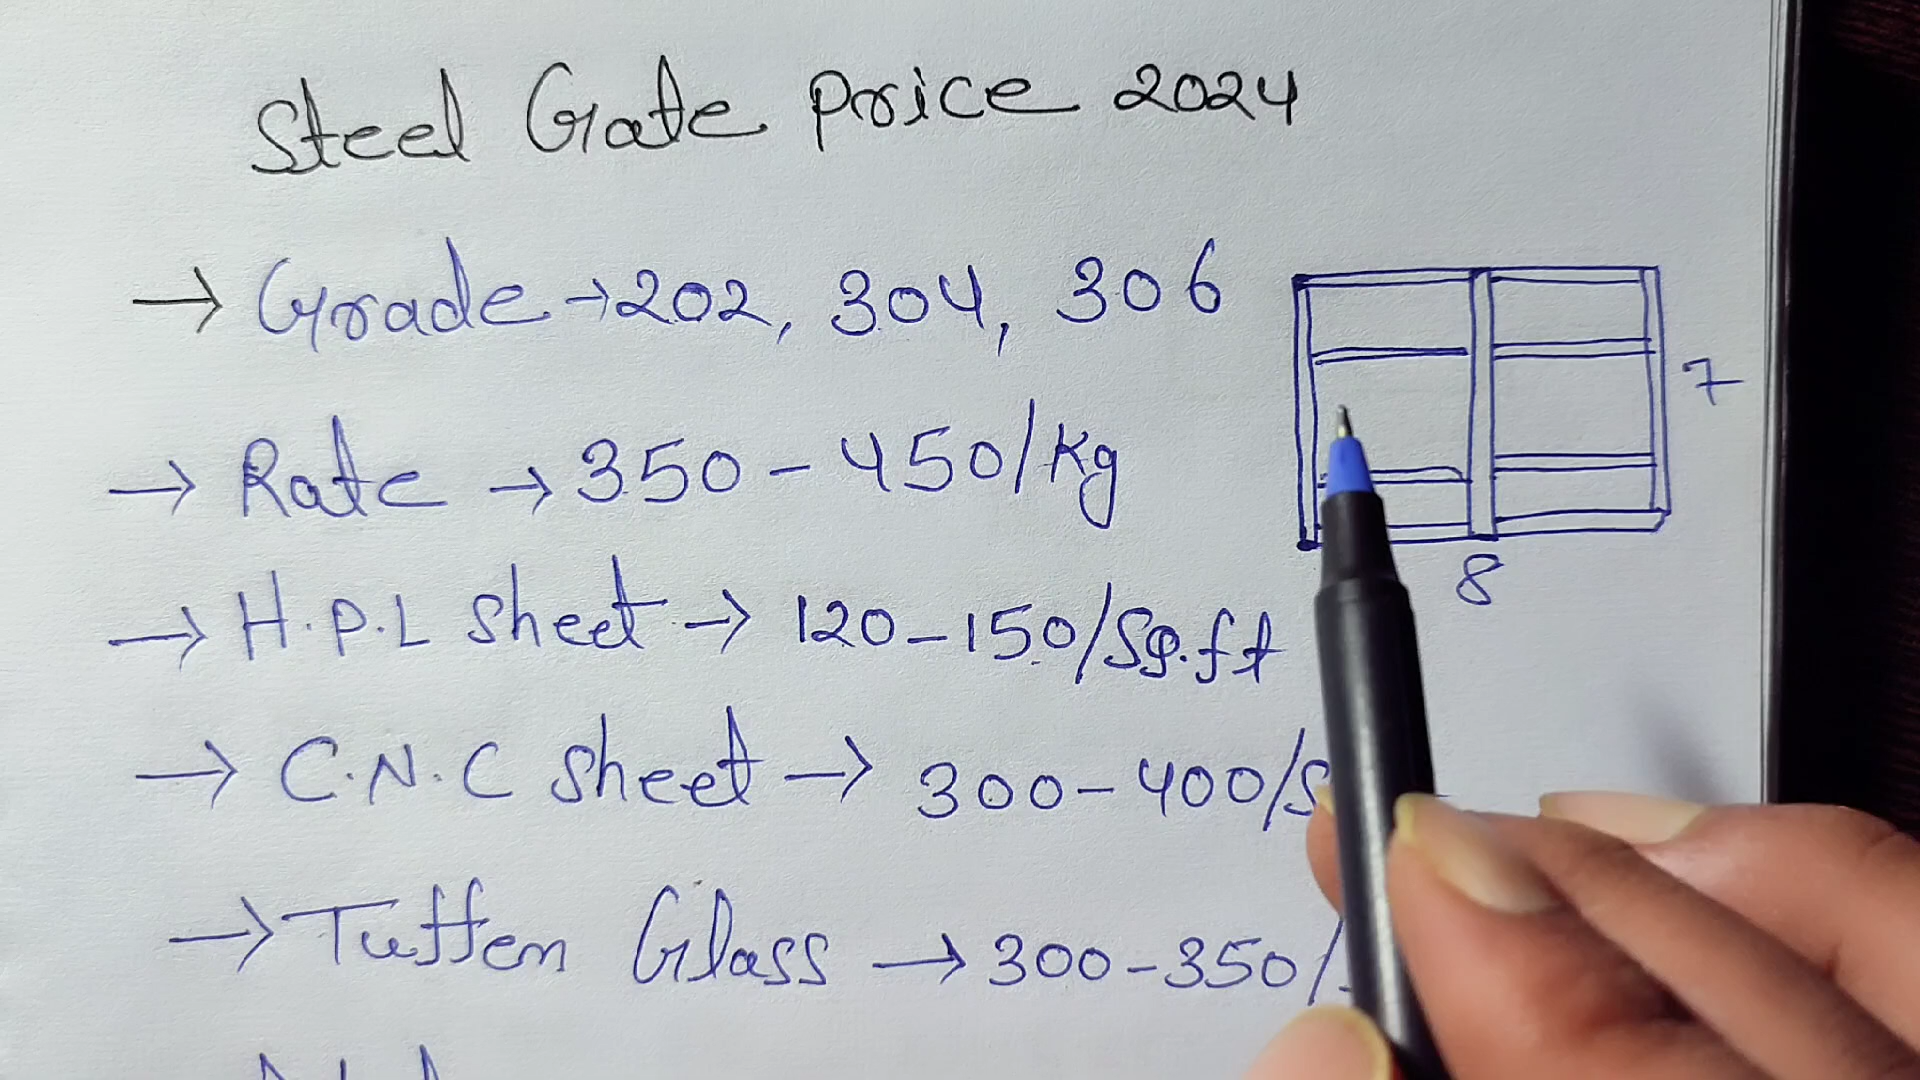 Steel Gate Price 2024
→ Grade → 202, 304, 306
→ Rate → 350 - 450/Kg
→ H.P.L Sheet → 120 - 150/Sq.ft
→ C.N.C Sheet → 300 - 400/S
→ Tuffen Glass → 300 - 350/
7
8